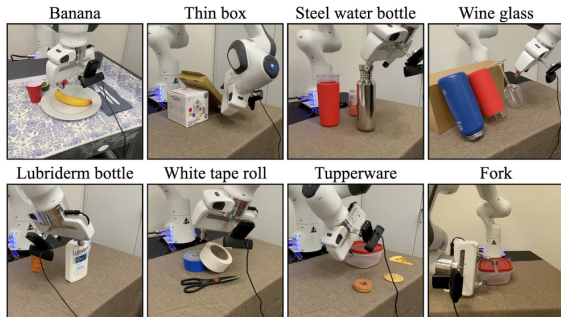 Banana
Thin box
Steel water bottle
Wine glass
Lubriderm bottle
White tape roll
Tupperware
Fork